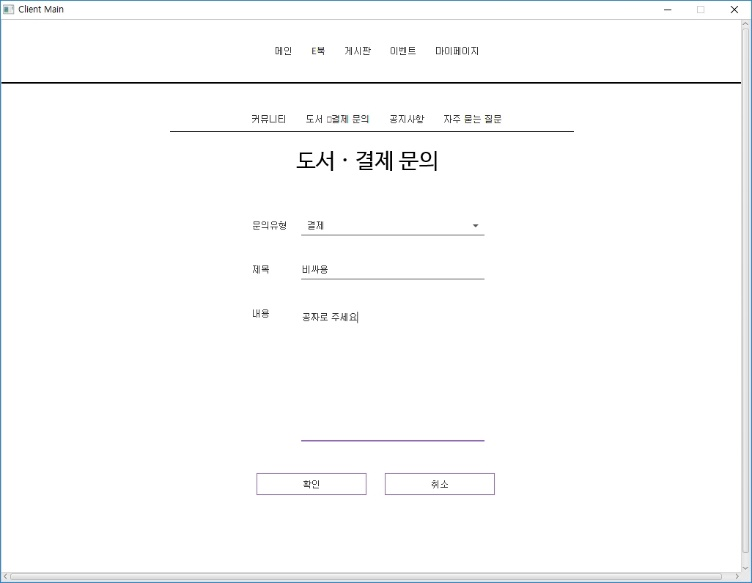 Client Main
메인 E북 게시판 이벤트 마이페이지
커뮤니티 도서 □결제 문의 공지사항 자주 묻는 질문
도서 · 결제 문의
문의유형 결제
제목 비싸용
내용 공짜로 주세요
확인 취소